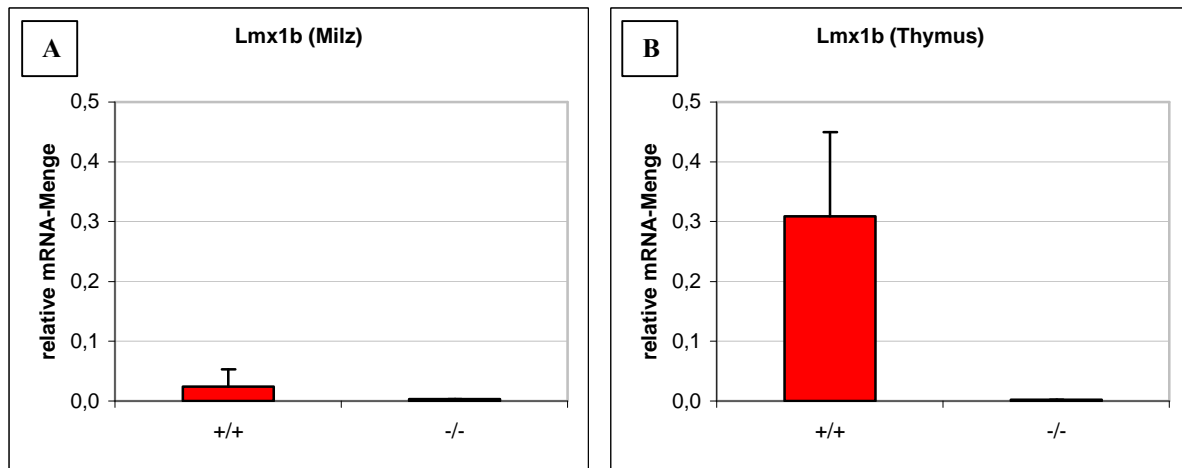 A
Lmx1b (Milz)
relative mRNA-Menge
0,5
0,4
0,3
0,2
0,1
0,0
+/+
-/-
B
Lmx1b (Thymus)
relative mRNA-Menge
0,5
0,4
0,3
0,2
0,1
0,0
+/+
-/-